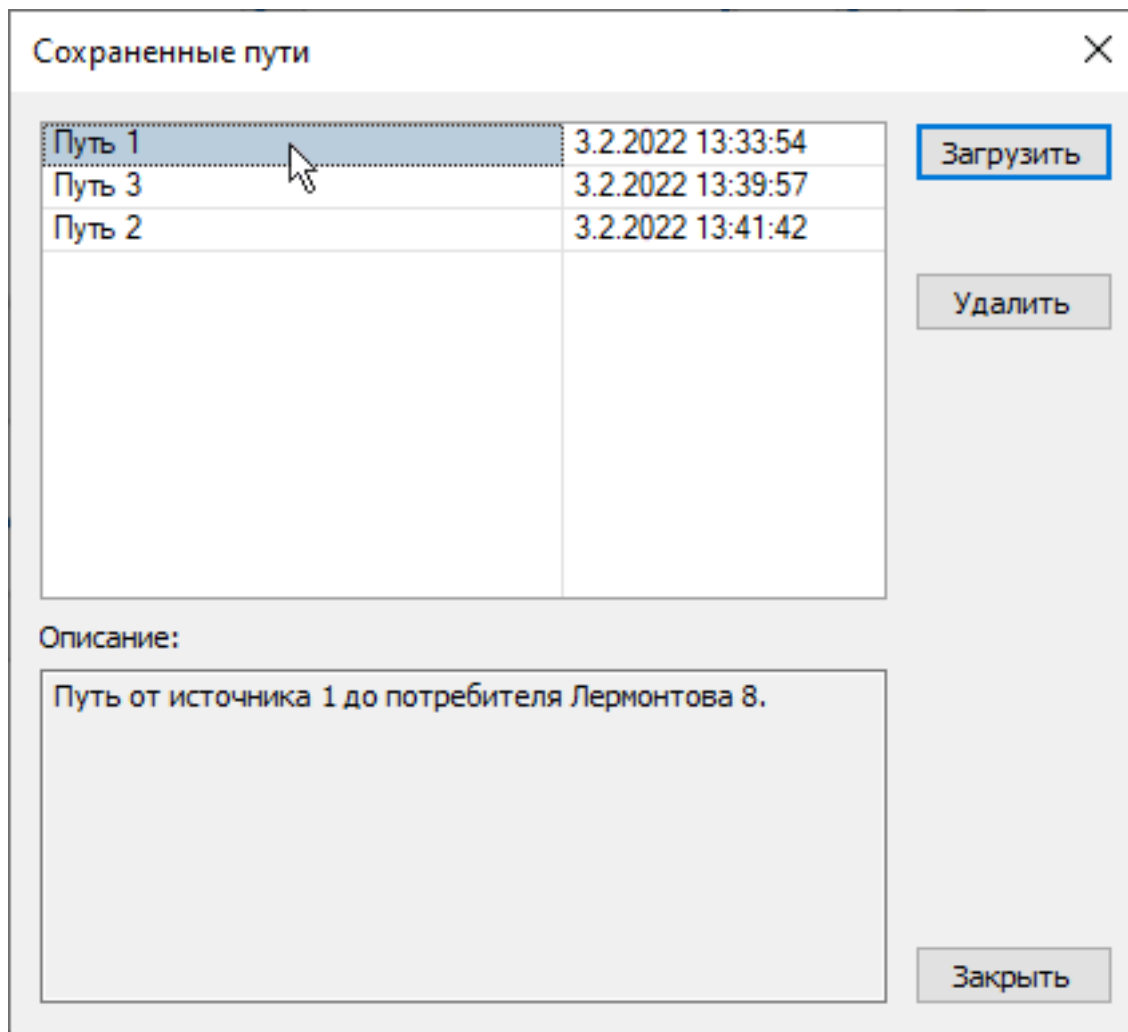 Сохраненные пути
Путь 1 3.2.2022 13:33:54
Загрузить
Путь 3 3.2.2022 13:39:57
Путь 2 3.2.2022 13:41:42
Удалить
Описание:
Путь от источника 1 до потребителя Лермонтова 8.
Закрыть